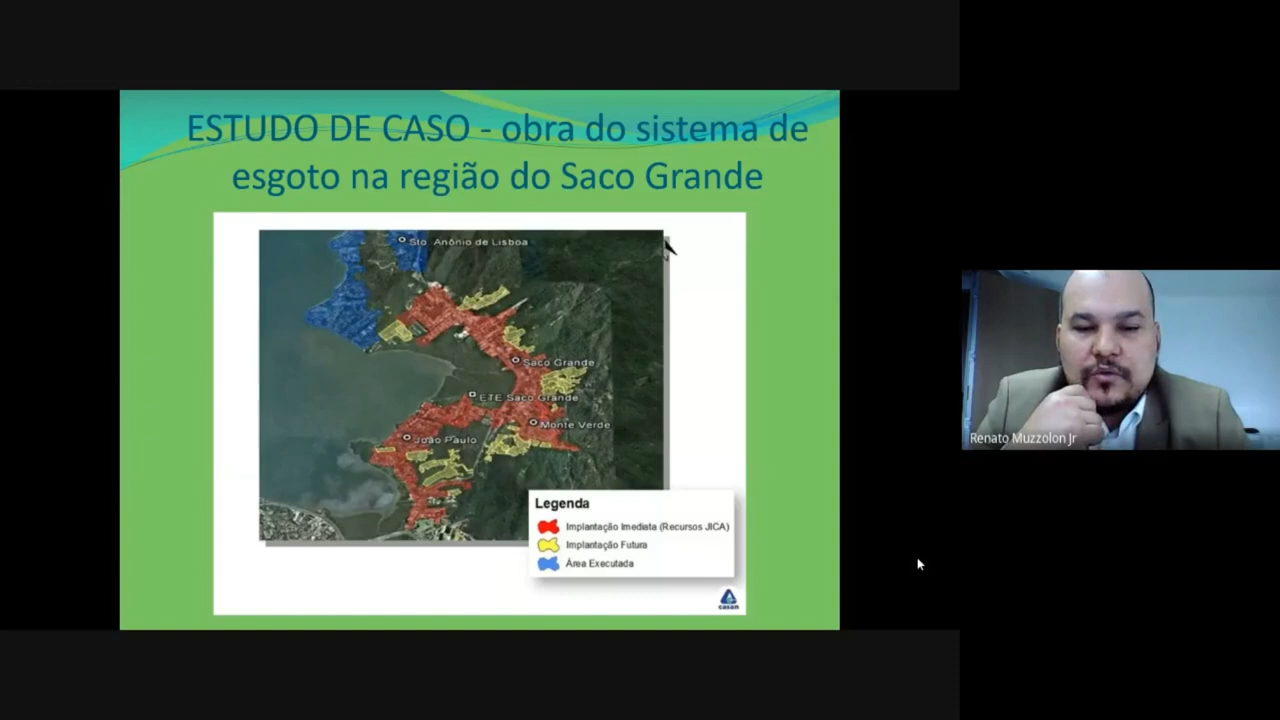 ESTUDO DE CASO - obra do sistema de
esgoto na região do Saco Grande
Sto. Anônio de Lisboa
Saco Grande
ETE Saco Grande
Monte Verde
João Paulo
Legenda
Implantação Imediata (Recursos JICA)
Implantação Futura
Área Executada
casan
Renato Muzzolon Jr